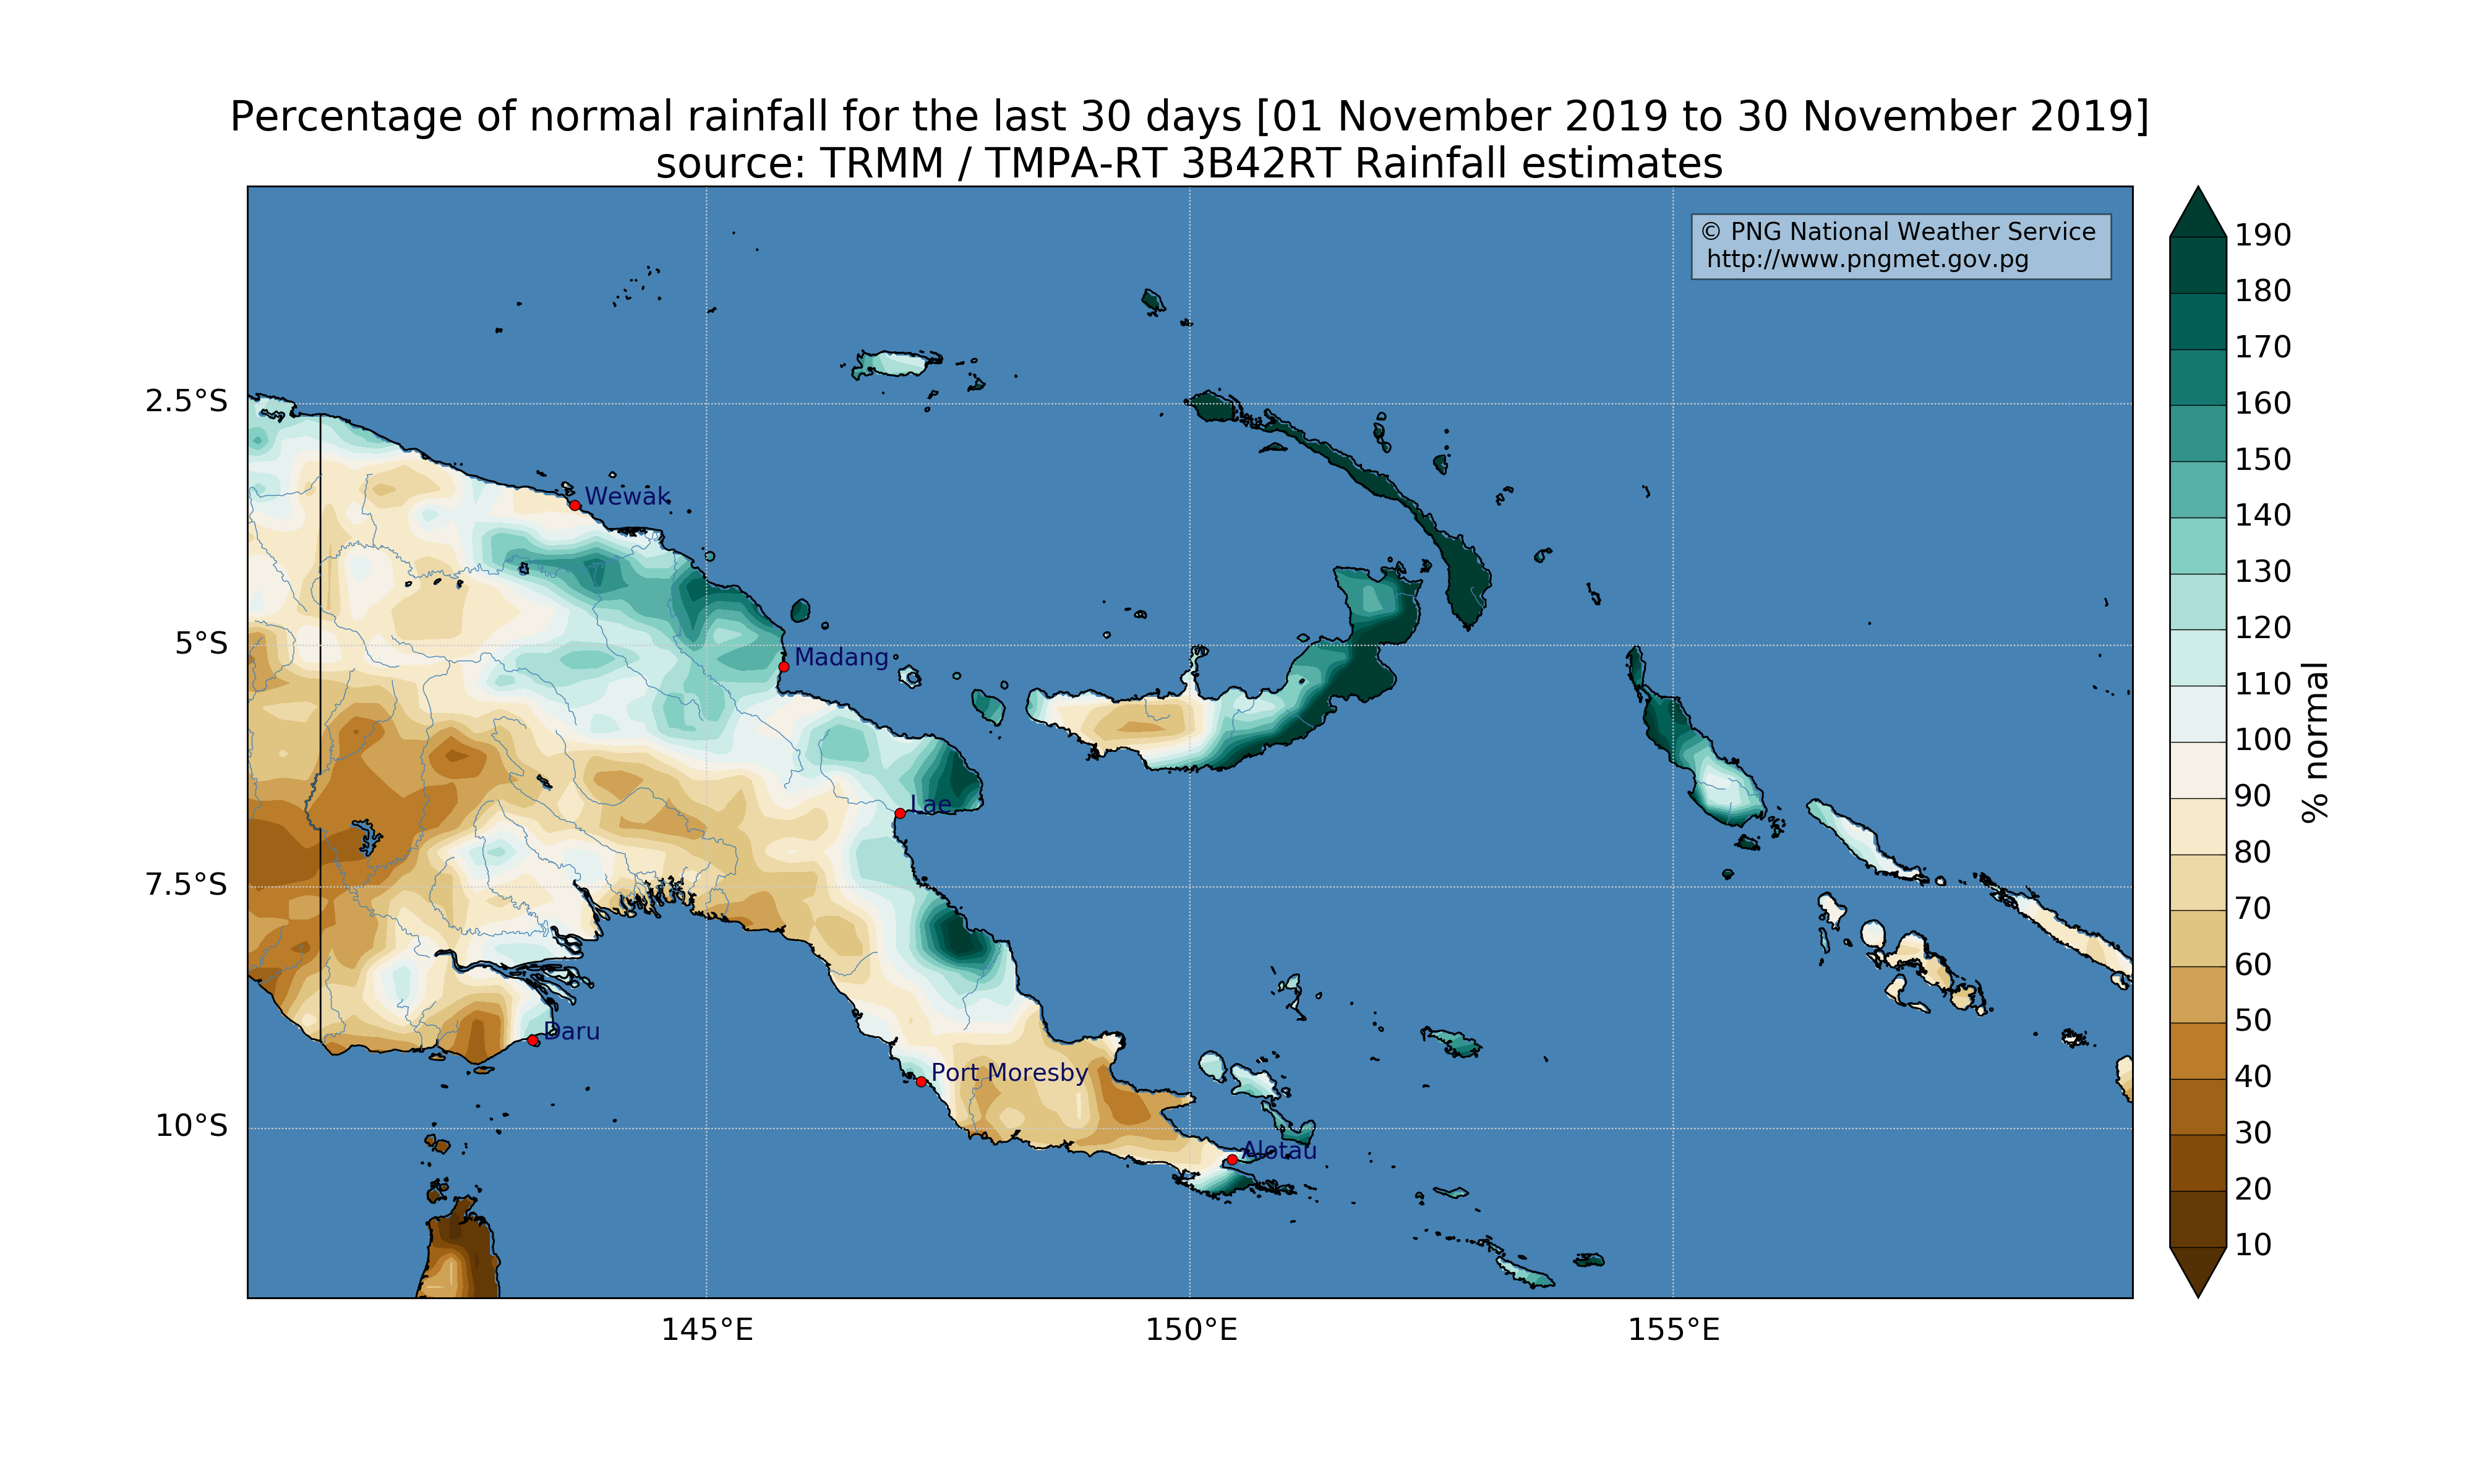 Percentage of normal rainfall for the last 30 days [01 November 2019 to 30 November 2019]
source: TRMM / TMPA-RT 3B42RT Rainfall estimates
© PNG National Weather Service
http://www.pngmet.gov.pg
190
180
170
160
150
140
130
120
110
100
90
80
70
60
50
40
30
20
10
% normal
2.5°S
5°S
7.5°S
10°S
Wewak
Madang
Lae
Daru
Port Moresby
Alotau
145°E
150°E
155°E